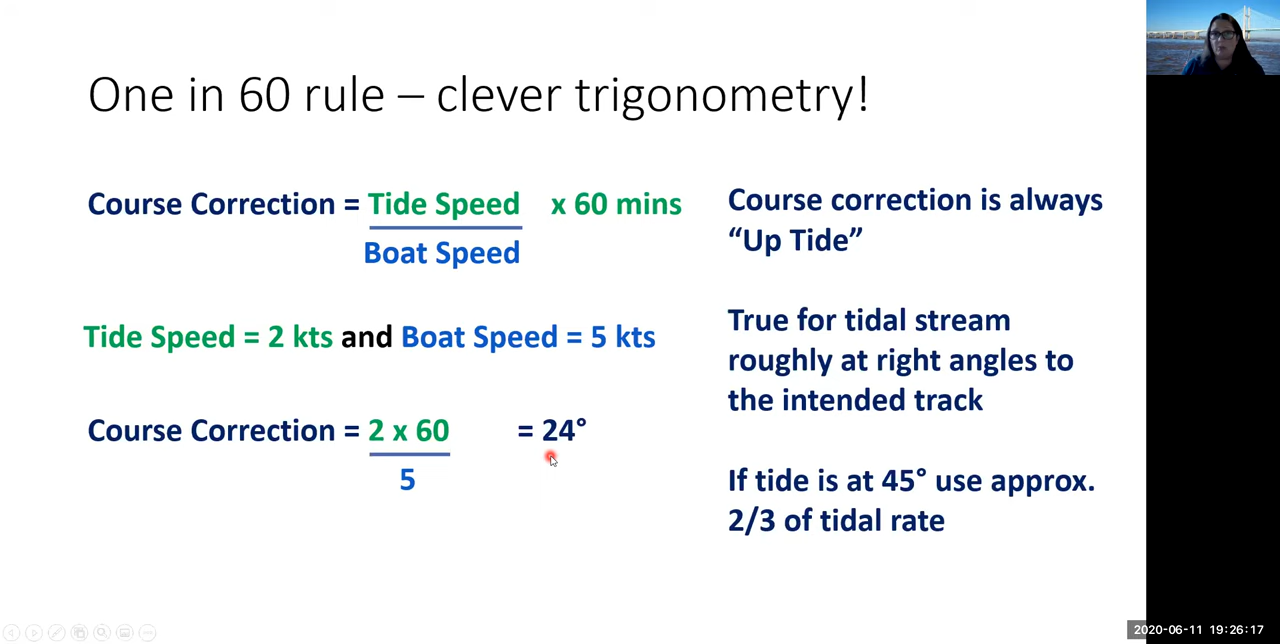 One in 60 rule – clever trigonometry!
Course Correction = Tide Speed x 60 mins
Boat Speed
Tide Speed = 2 kts and Boat Speed = 5 kts
Course Correction = 2 x 60 = 24°
5
Course correction is always
“Up Tide”
True for tidal stream
roughly at right angles to
the intended track
If tide is at 45° use approx.
2/3 of tidal rate
2020-06-11 19:26:17